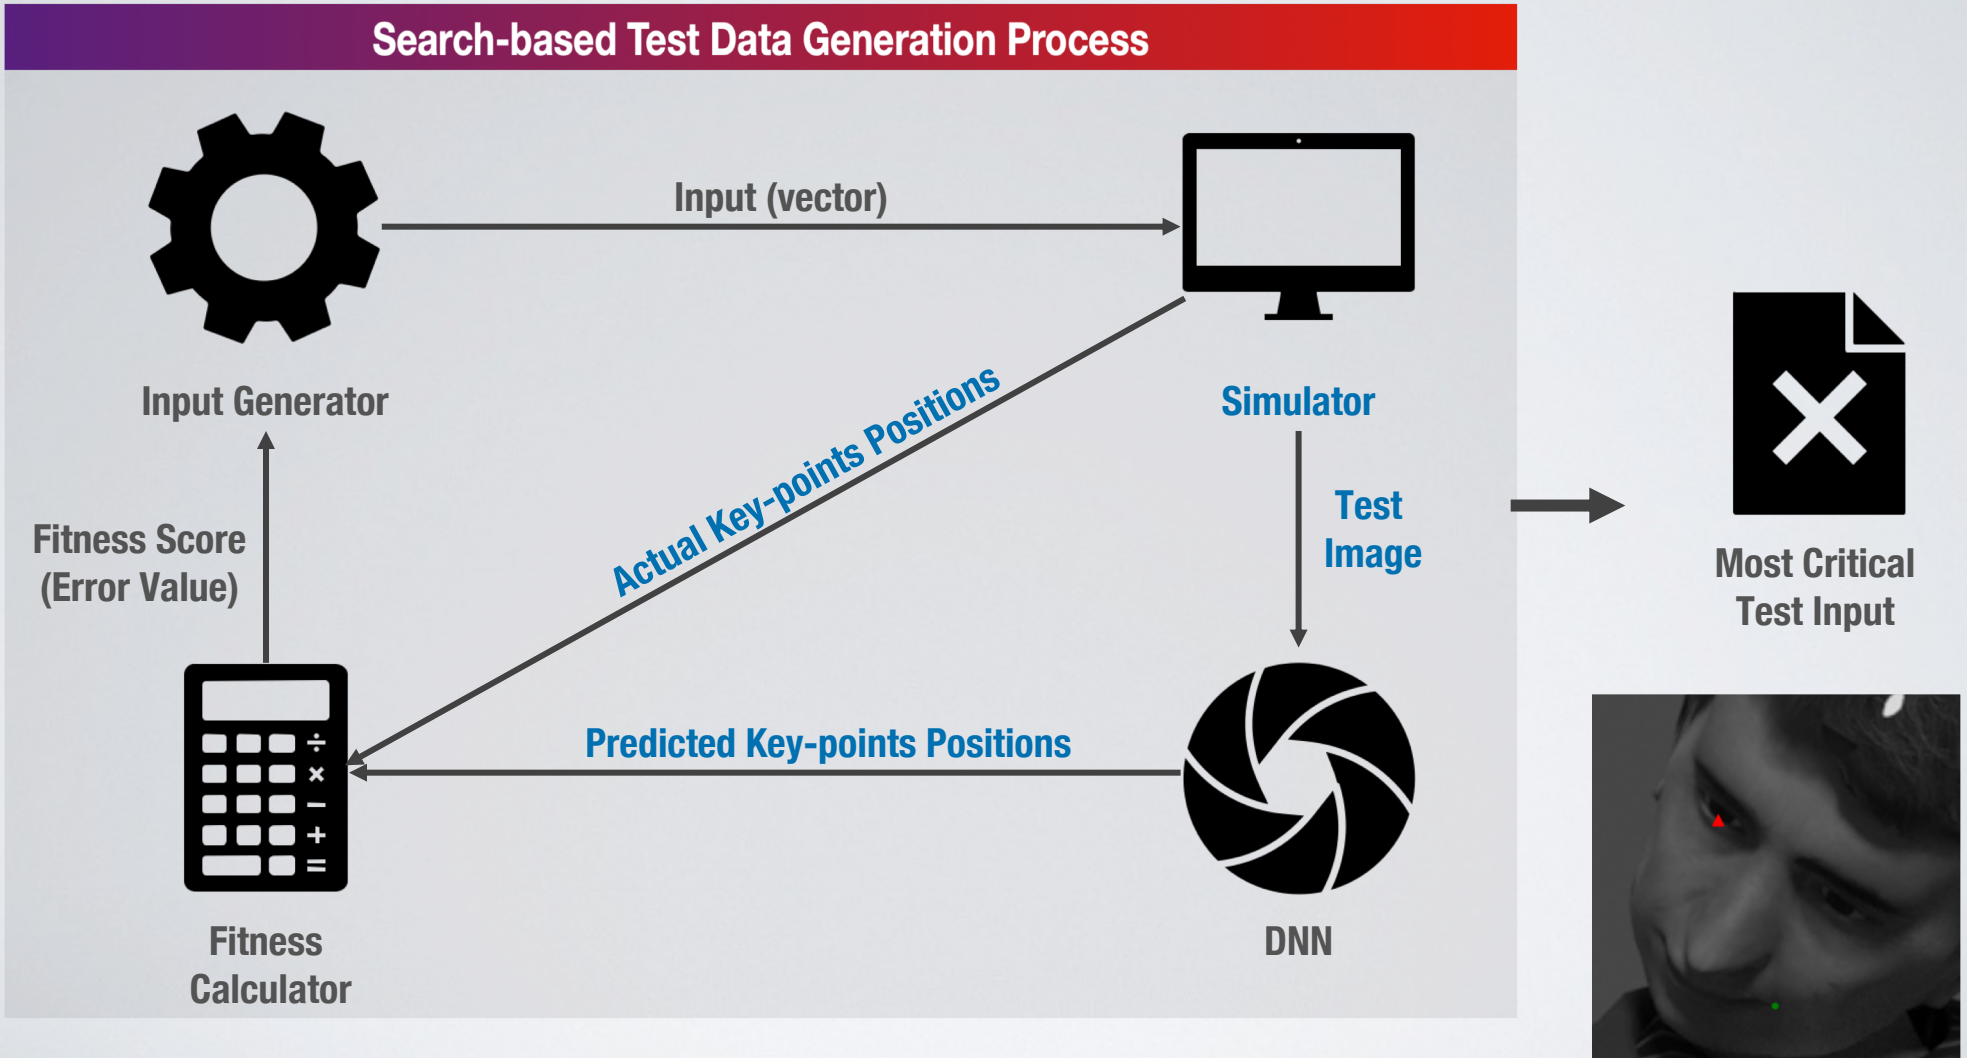 Search-based Test Data Generation Process
Input (vector)
Input Generator
Simulator
Actual Key-points Positions
Test
Image
Fitness Score
(Error Value)
Most Critical
Test Input
Predicted Key-points Positions
Fitness
Calculator
DNN